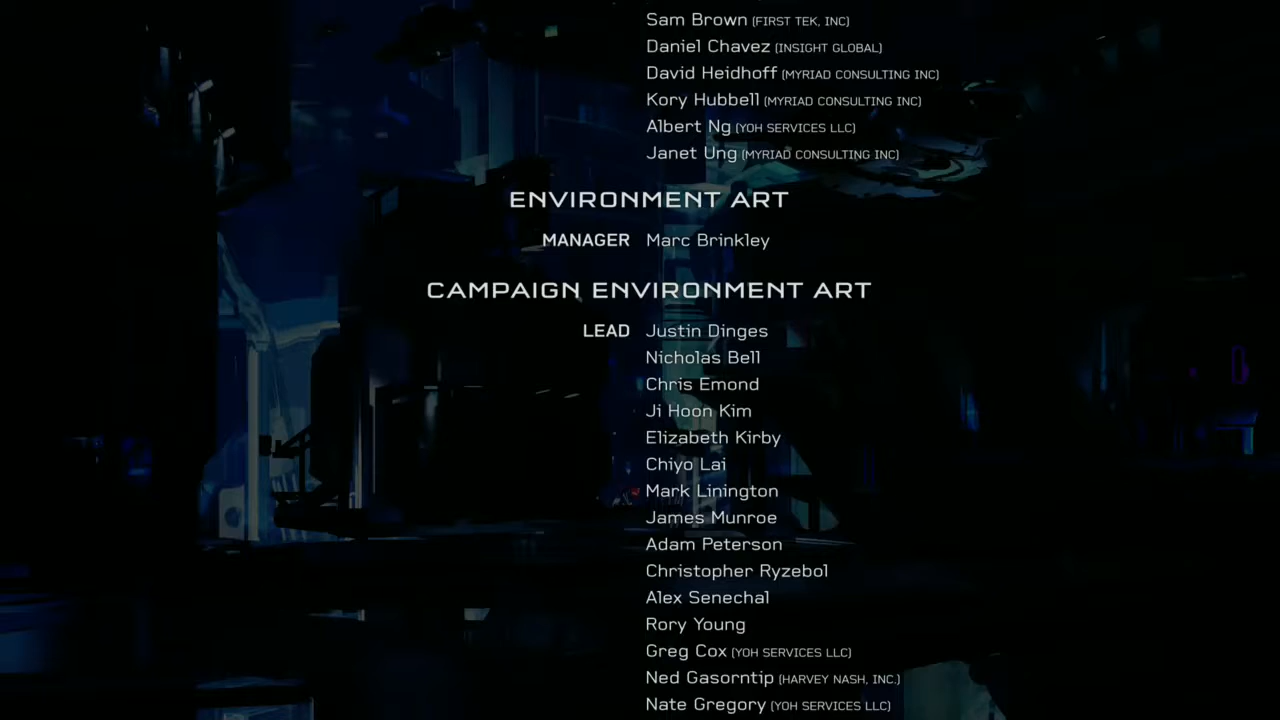 Sam Brown (FIRST TEK, INC)
Daniel Chavez (INSIGHT GLOBAL)
David Heidhoff (MYRIAD CONSULTING INC)
Kory Hubbell (MYRIAD CONSULTING INC)
Albert Ng (YOH SERVICES LLC)
Janet Ung (MYRIAD CONSULTING INC)
ENVIRONMENT ART
MANAGER Marc Brinkley
CAMPAIGN ENVIRONMENT ART
LEAD Justin Dinges
Nicholas Bell
Chris Emond
Ji Hoon Kim
Elizabeth Kirby
Chiyo Lai
Mark Linington
James Munroe
Adam Peterson
Christopher Ryzebol
Alex Senechal
Rory Young
Greg Cox (YOH SERVICES LLC)
Ned Gasorntip (HARVEY NASH, INC.)
Nate Gregory (YOH SERVICES LLC)